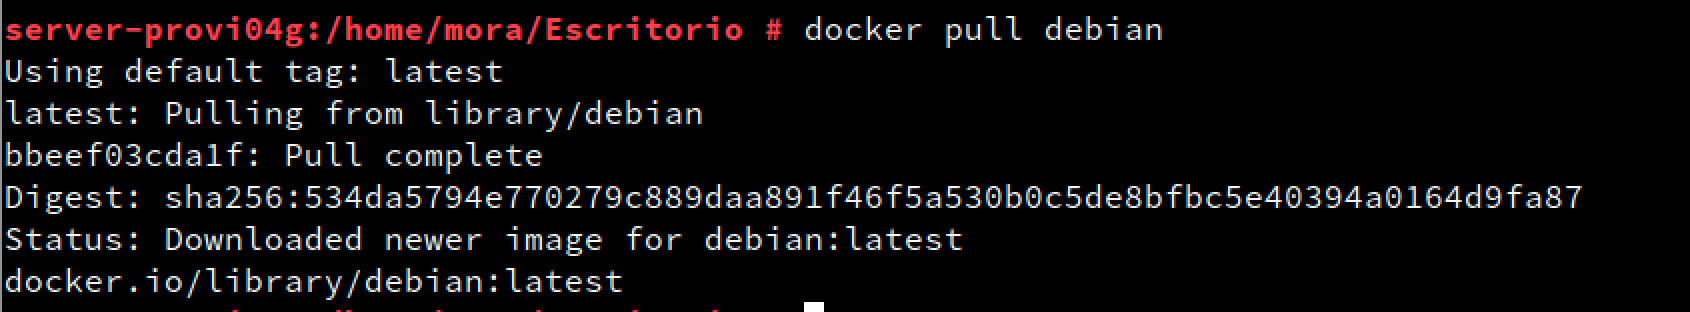 server-provi04g:/home/mora/Escritorio # docker pull debian
Using default tag: latest
latest: Pulling from library/debian
bbeef03cda1f: Pull complete
Digest: sha256:534da5794e770279c889daa891f46f5a530b0c5de8bfbc5e40394a0164d9fa87
Status: Downloaded newer image for debian:latest
docker.io/library/debian:latest